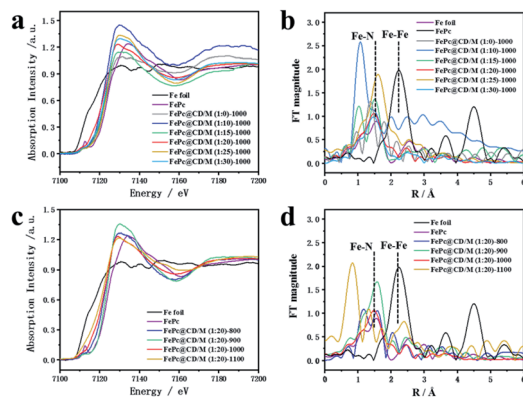 a
Absorption Intensity /a.u.
1.5
1.2
0.9
0.6
0.3
0.0
Fe foil
FePc
FePc@CD/M (1:0)-1000
FePc@CD/M (1:10)-1000
FePc@CD/M (1:15)-1000
FePc@CD/M (1:20)-1000
FePc@CD/M (1:25)-1000
FePc@CD/M (1:30)-1000
7100 7120 7140 7160 7180 7200
Energy / eV
b
FT magnitude
3.0
2.5
2.0
1.5
1.0
0.5
0.0
Fe-N
Fe-Fe
Fe foil
FePc
FePc@CD/M (1:0)-1000
FePc@CD/M (1:10)-1000
FePc@CD/M (1:15)-1000
FePc@CD/M (1:20)-1000
FePc@CD/M (1:25)-1000
FePc@CD/M (1:30)-1000
0 1 2 3 4 5
R / Å
c
Absorption Intensity /a.u.
1.5
1.2
0.9
0.6
0.3
0.0
Fe foil
FePc
FePc@CD/M (1:20)-800
FePc@CD/M (1:20)-900
FePc@CD/M (1:20)-1000
FePc@CD/M (1:20)-1100
7100 7120 7140 7160 7180 7200
Energy / eV
d
FT magnitude
3.0
2.5
2.0
1.5
1.0
0.5
0.0
Fe-N
Fe-Fe
Fe foil
FePc
FePc@CD/M (1:20)-800
FePc@CD/M (1:20)-900
FePc@CD/M (1:20)-1000
FePc@CD/M (1:20)-1100
0 1 2 3 4 5
R / Å